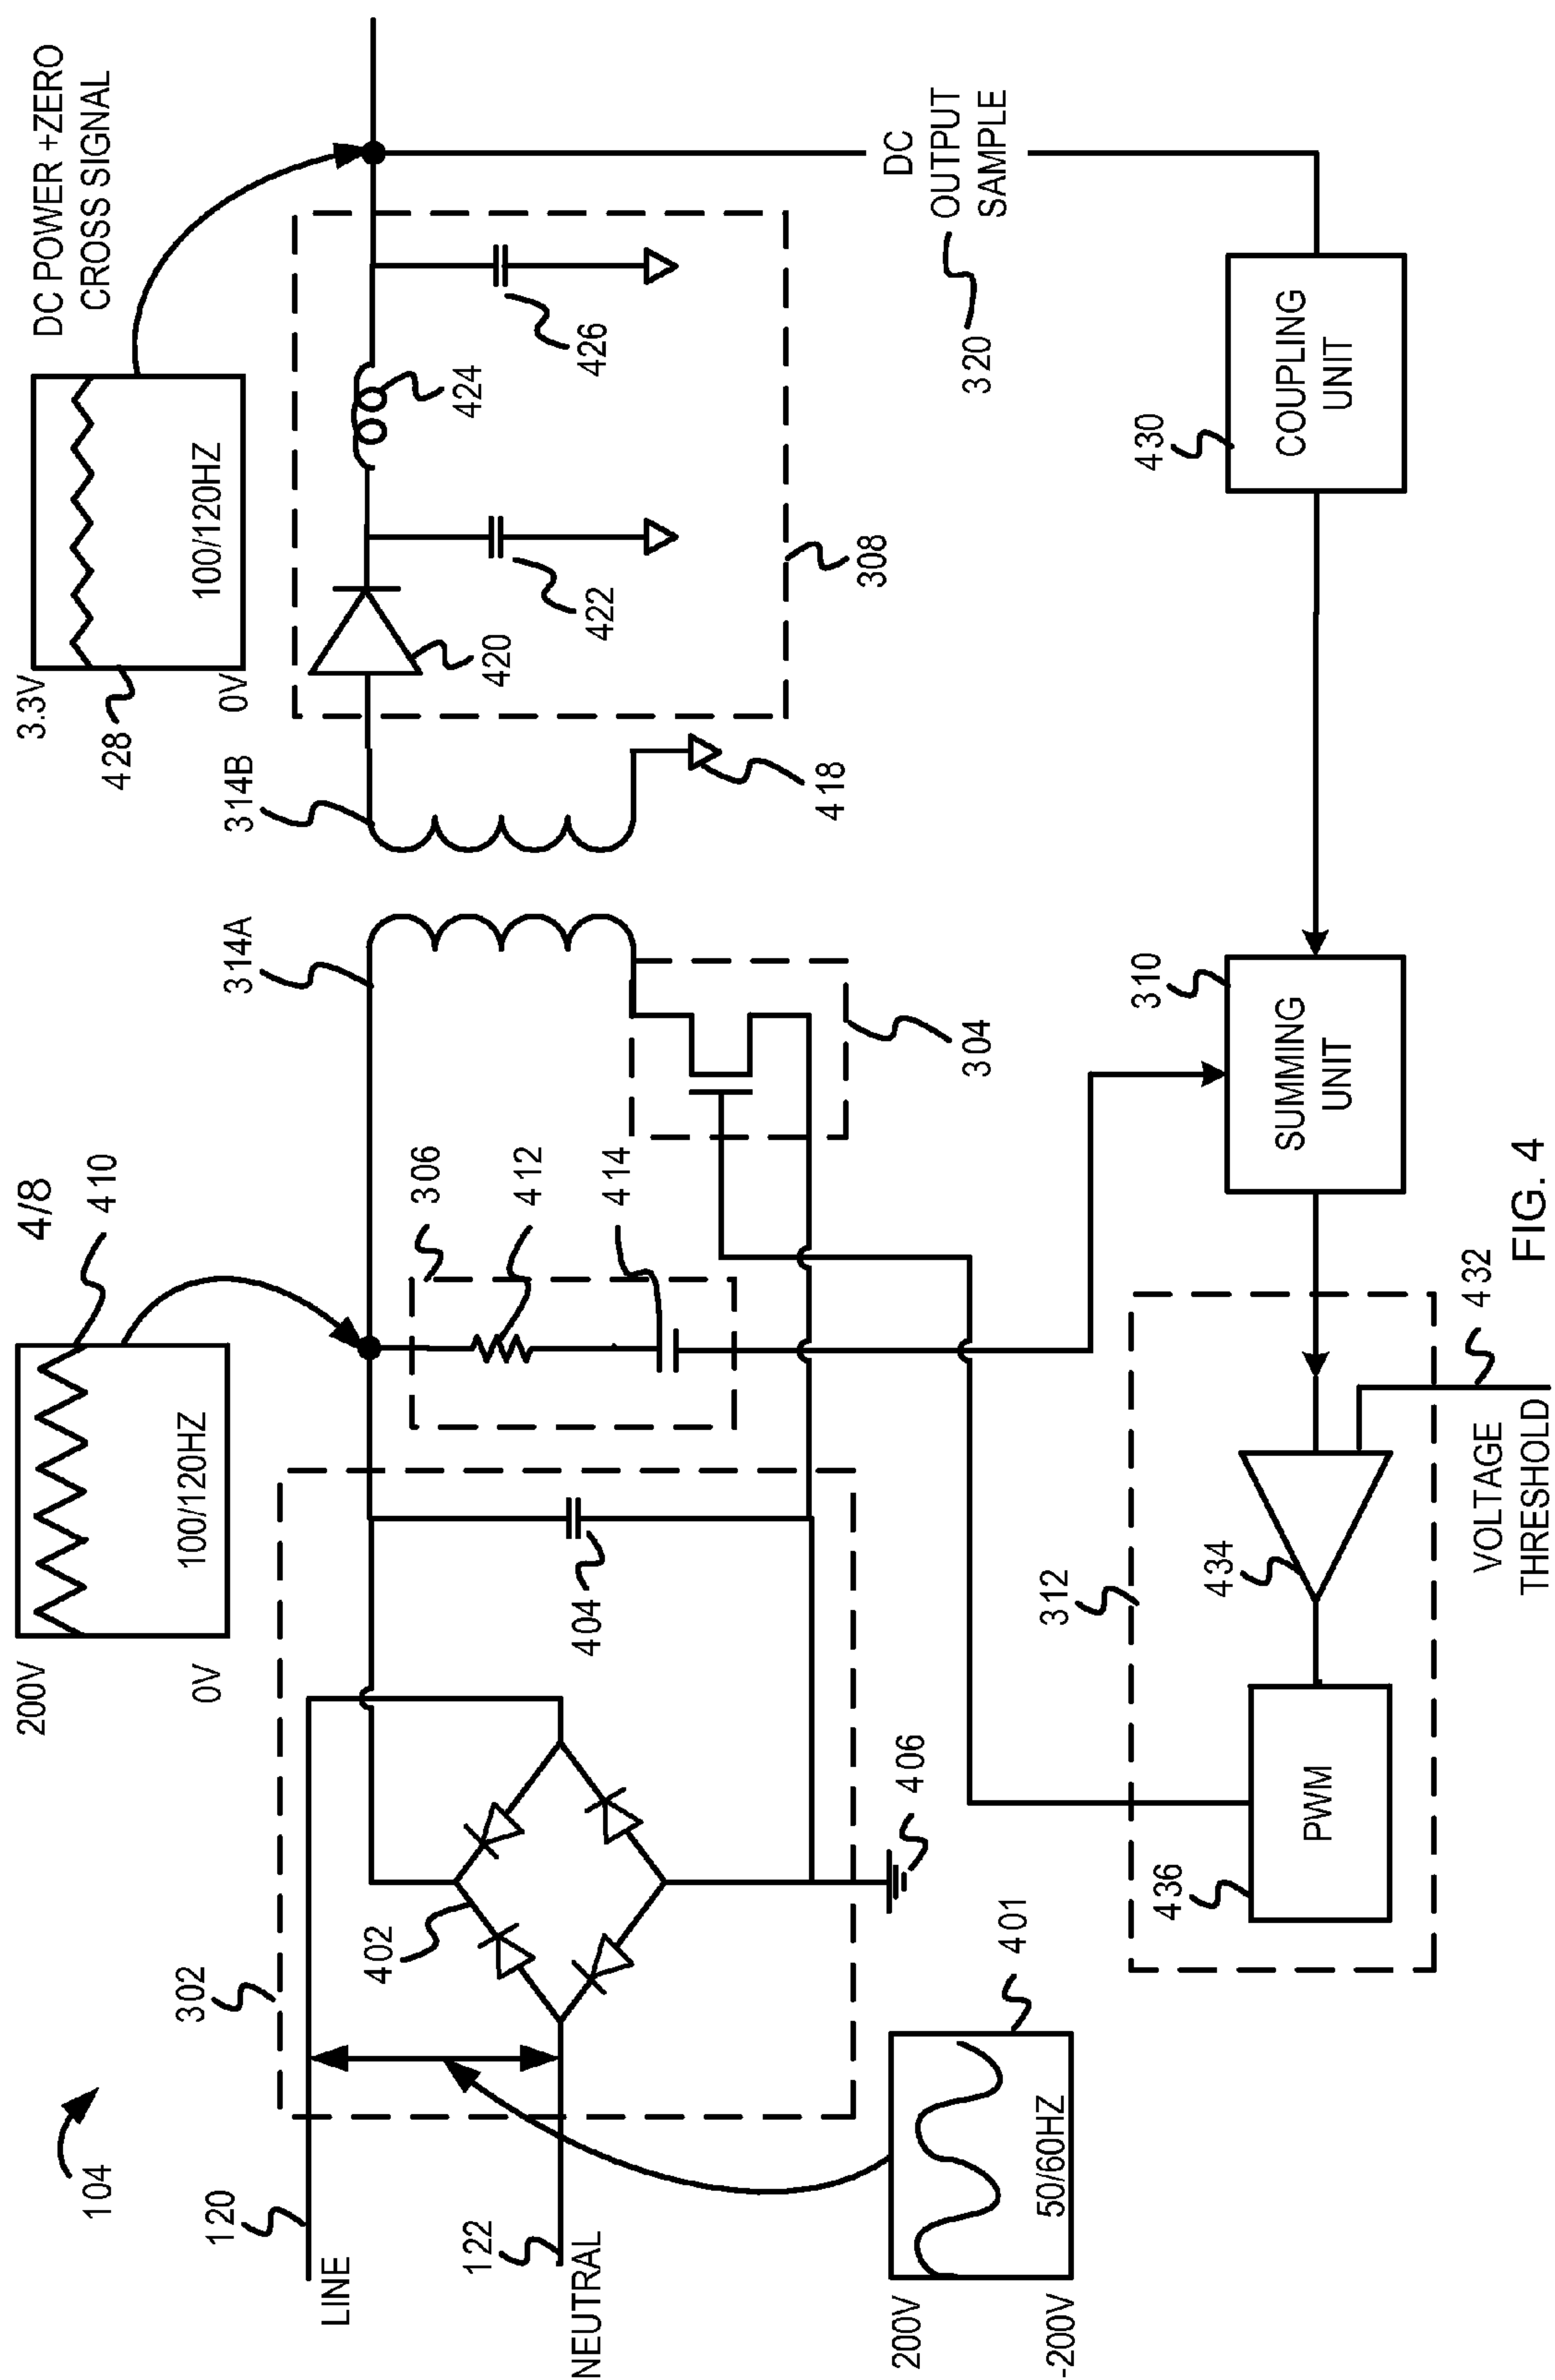 4/8
104
120
LINE
122
NEUTRAL
302
402
404
406
401
200V
-200V
50/60HZ
200V
0V
100/120HZ
410
306
412
414
304
314A
314B
418
3.3V
0V
428
100/120HZ
DC POWER +ZERO
CROSS SIGNAL
420
422
424
426
308
DC
OUTPUT
SAMPLE
320
430
COUPLING
UNIT
310
SUMMING
UNIT
312
434
436
PWM
432
VOLTAGE
THRESHOLD
FIG. 4